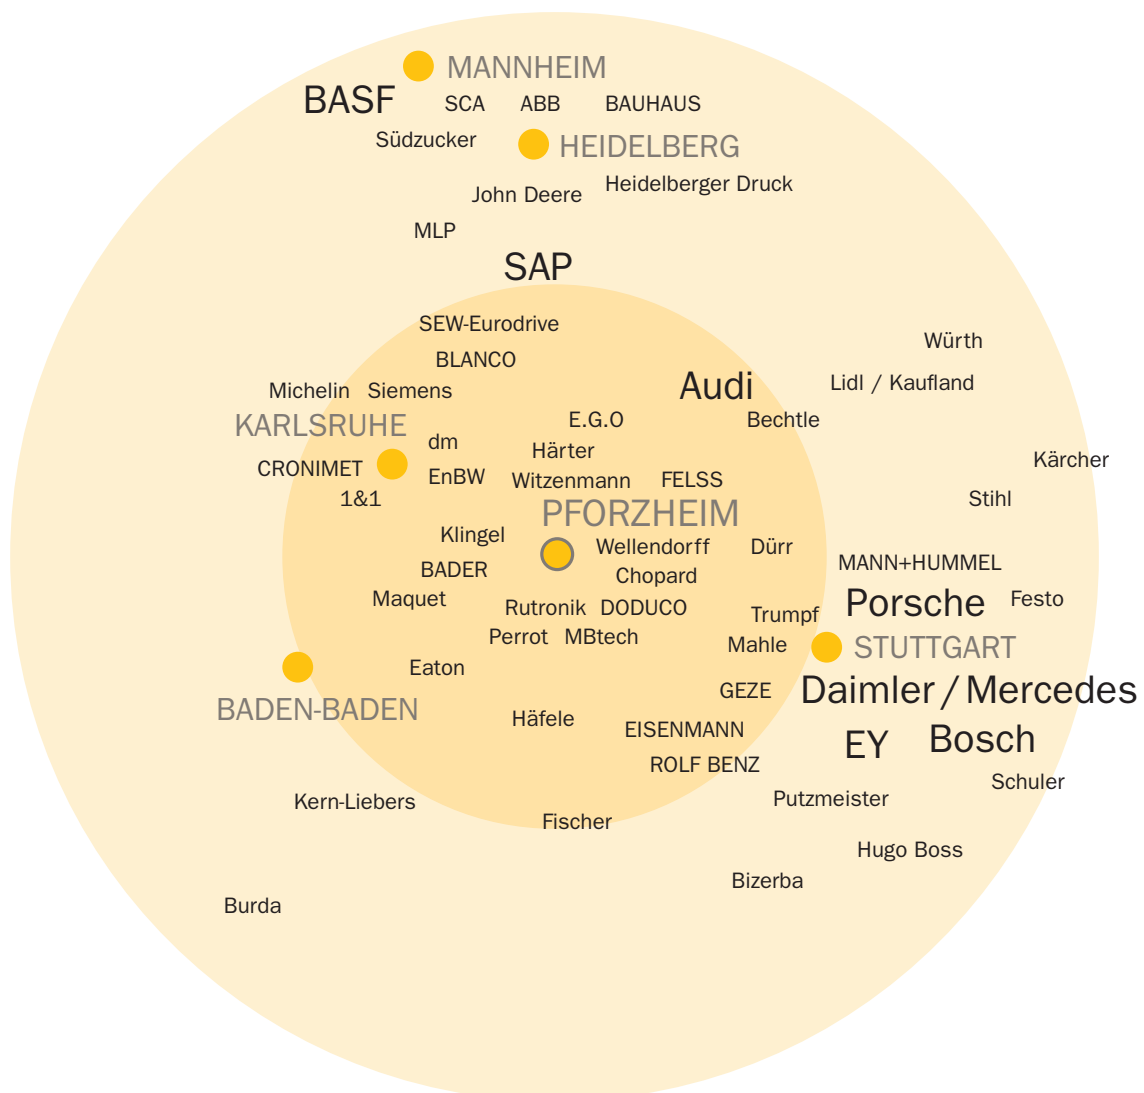 MANNHEIM
BASF
SCA
ABB
BAUHAUS
Südzucker
HEIDELBERG
Heidelberger Druck
John Deere
MLP
SAP
SEW-Eurodrive
Würth
BLANCO
Michelin
Siemens
Audi
Lidl / Kaufland
KARLSRUHE
E.G.O
Bechtle
dm
Härter
Kärcher
CRONIMET
EnBW
Witzenmann
FELSS
1&1
Stihl
PFORZHEIM
Klingel
Wellendorff
Dürr
BADER
Chopard
MANN+HUMMEL
Maquet
Rutronik
DODUCO
Trumpf
Porsche
Festo
Perrot
MBtech
Mahle
STUTTGART
Eaton
GEZE
Daimler / Mercedes
BADEN-BADEN
Häfele
EISENMANN
EY
Bosch
ROLF BENZ
Schuler
Kern-Liebers
Putzmeister
Fischer
Hugo Boss
Bizerba
Burda